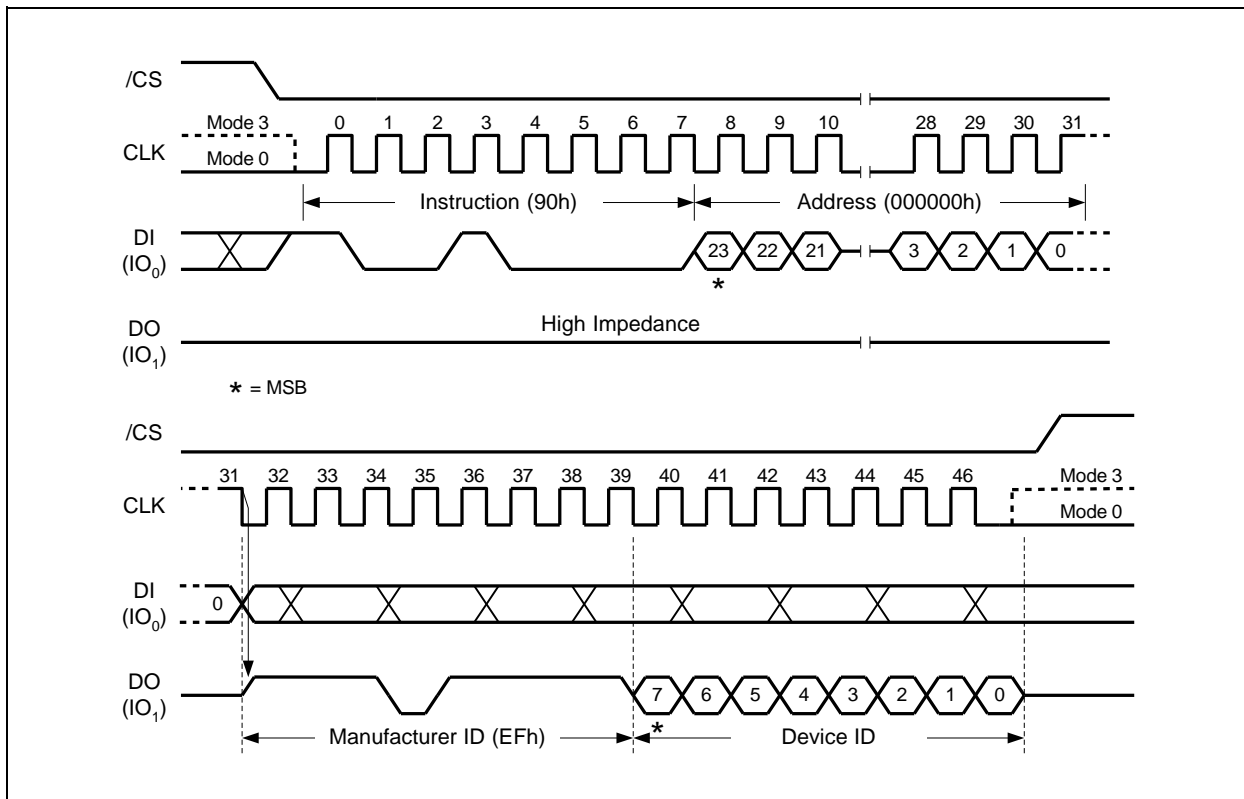 /CS
Mode 3
0 1 2 3 4 5 6 7 8 9 10 28 29 30 31
CLK
Mode 0
Instruction (90h)
Address (000000h)
DI
(IO0)
23 22 21 3 2 1 0
*
DO
(IO1)
High Impedance
* = MSB
/CS
31 32 33 34 35 36 37 38 39 40 41 42 43 44 45 46
Mode 3
CLK
Mode 0
DI
(IO0)
0
DO
(IO1)
7 6 5 4 3 2 1 0
*
Manufacturer ID (EFh)
Device ID